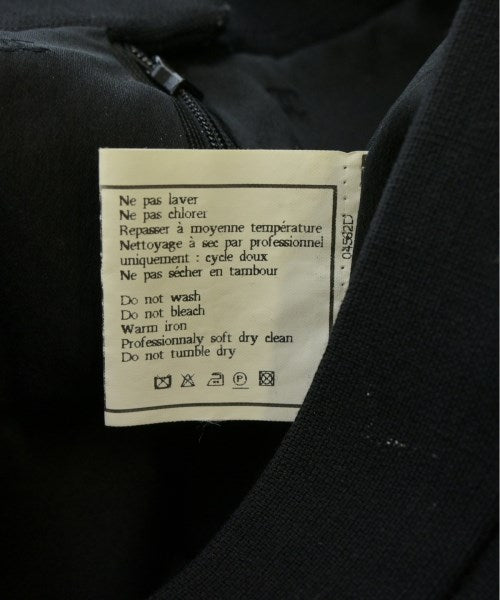 Ne pas laver
Ne pas chlorer
Repasser à moyenne température
Nettoyage à sec par professionnel
uniquement : cycle doux
Ne pas sécher en tambour
Do not wash
Do not bleach
Warm iron
Professionnaly soft dry clean
Do not tumble dry
P
04562D